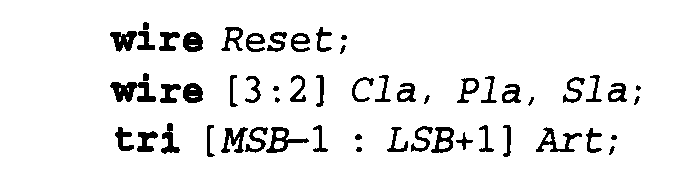 wire Reset;
wire [3:2] Cla, Pla, Sla;
tri [MSB-1 : LSB+1] Art;